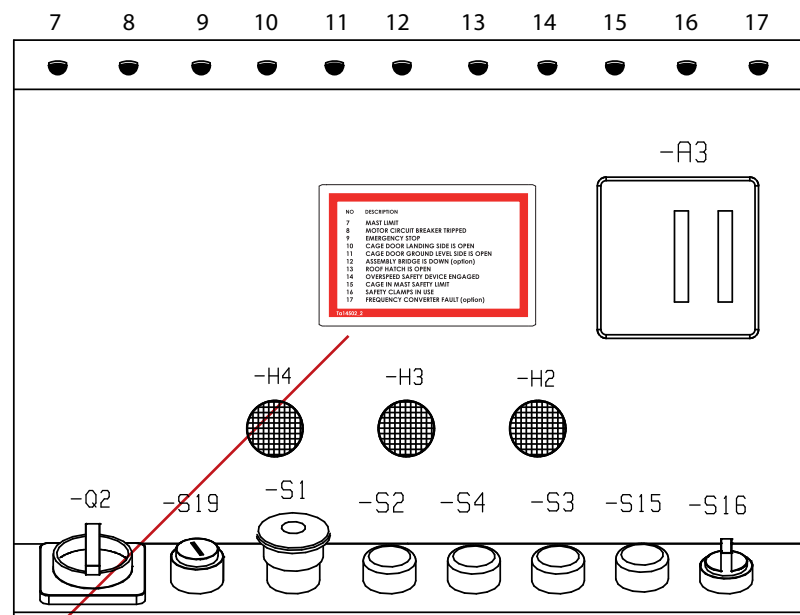 7 8 9 10 11 12 13 14 15 16 17
-A3
NO DESCRIPTION
7 MAST LIMIT
8 MOTOR CIRCUIT BREAKER TRIPPED
9 EMERGENCY STOP
10 CAGE DOOR LANDING SIDE IS OPEN
11 CAGE DOOR GROUND LEVEL SIDE IS OPEN
12 ASSEMBLY BRIDGE IS DOWN (option)
13 ROOF HATCH IS OPEN
14 OVERSPEED SAFETY DEVICE ENGAGED
15 CAGE IN MAST SAFETY LIMIT
16 SAFETY CLAMPS IN USE
17 FREQUENCY CONVERTER FAULT (option)
Ta14502_2
-H4 -H3 -H2
-Q2 -S19 -S1 -S2 -S4 -S3 -S15 -S16